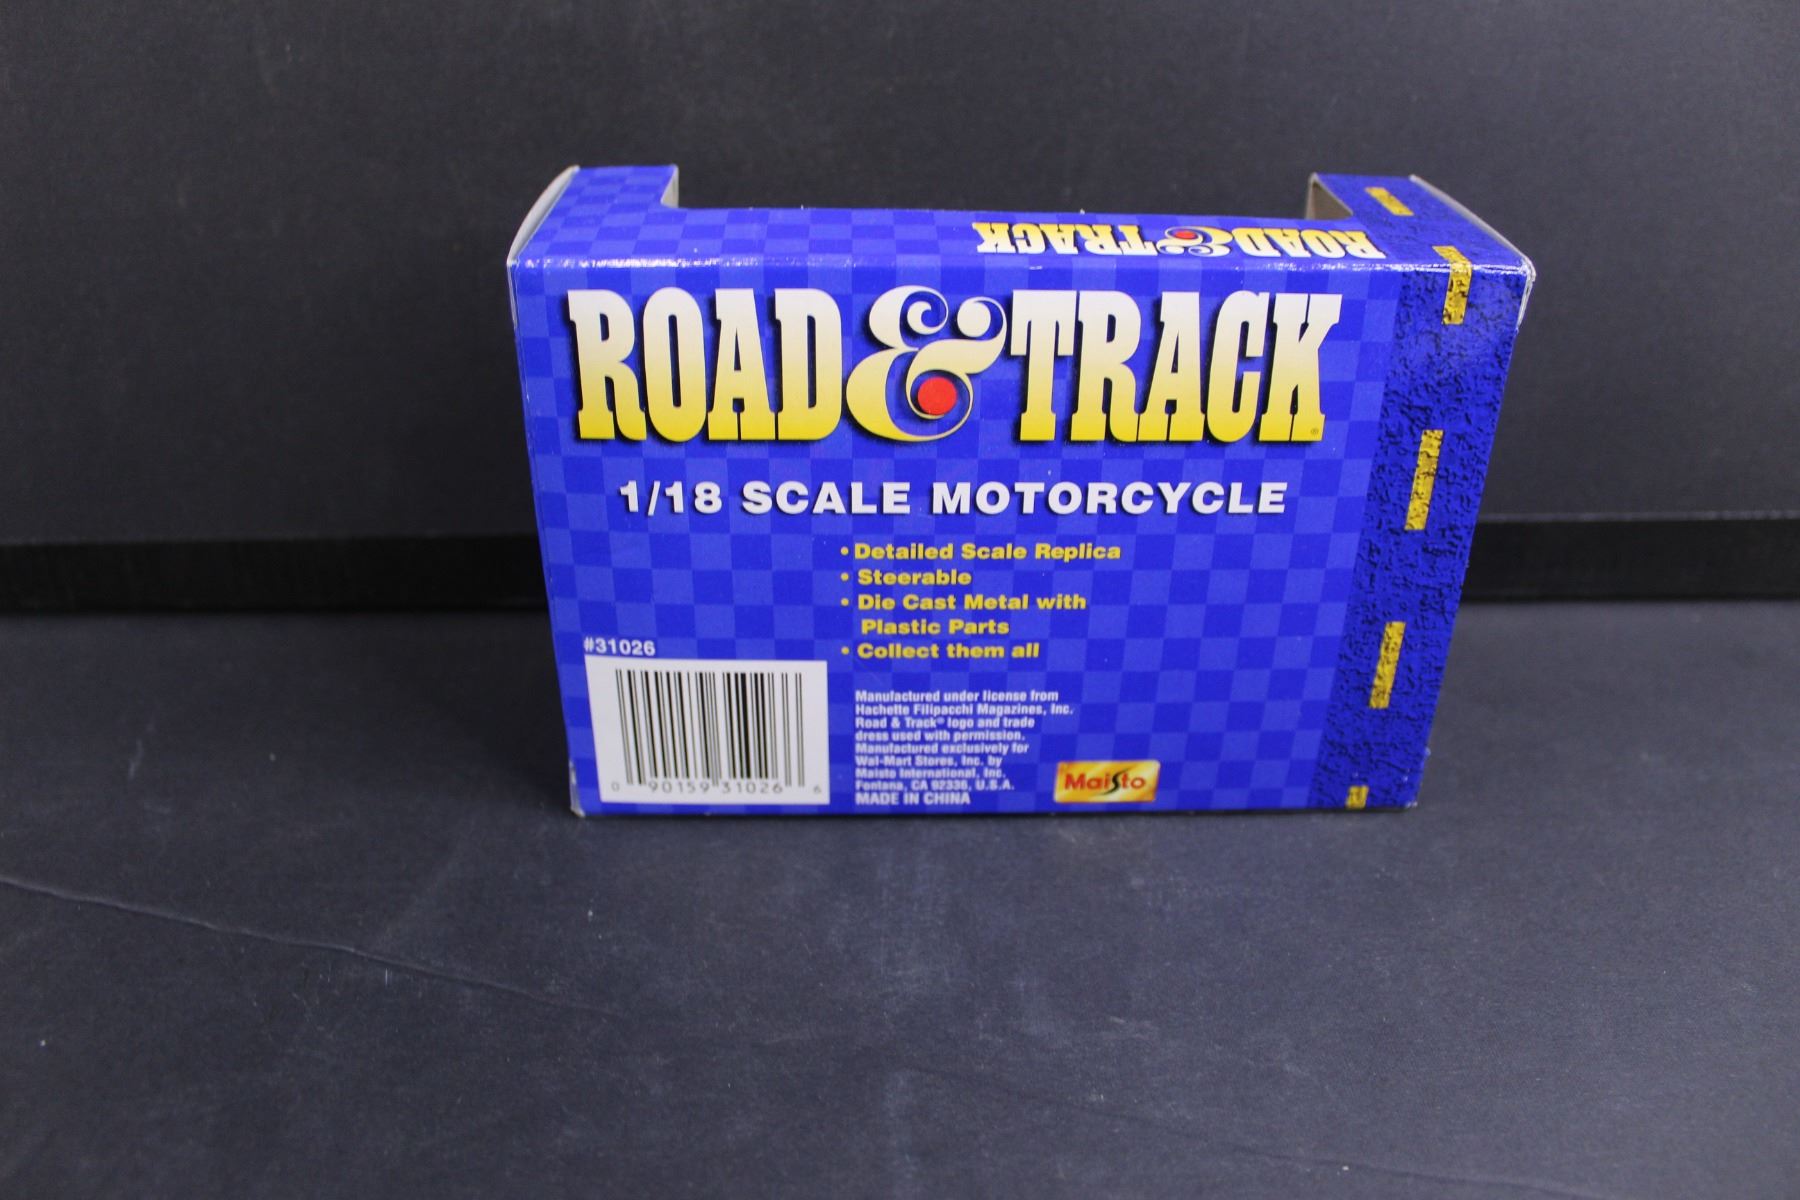 ROAD & TRACK
ROAD & TRACK®
1/18 SCALE MOTORCYCLE
• Detailed Scale Replica
• Steerable
• Die Cast Metal with
Plastic Parts
• Collect them all
#31026
0 90159 31026 6
Manufactured under license from
Hachette Filipacchi Magazines, Inc.
Road & Track® logo and trade
dress used with permission.
Manufactured exclusively for
Wal-Mart Stores, Inc. by
Maisto International, Inc.
Fontana, CA 92336, U.S.A.
MADE IN CHINA
Maisto